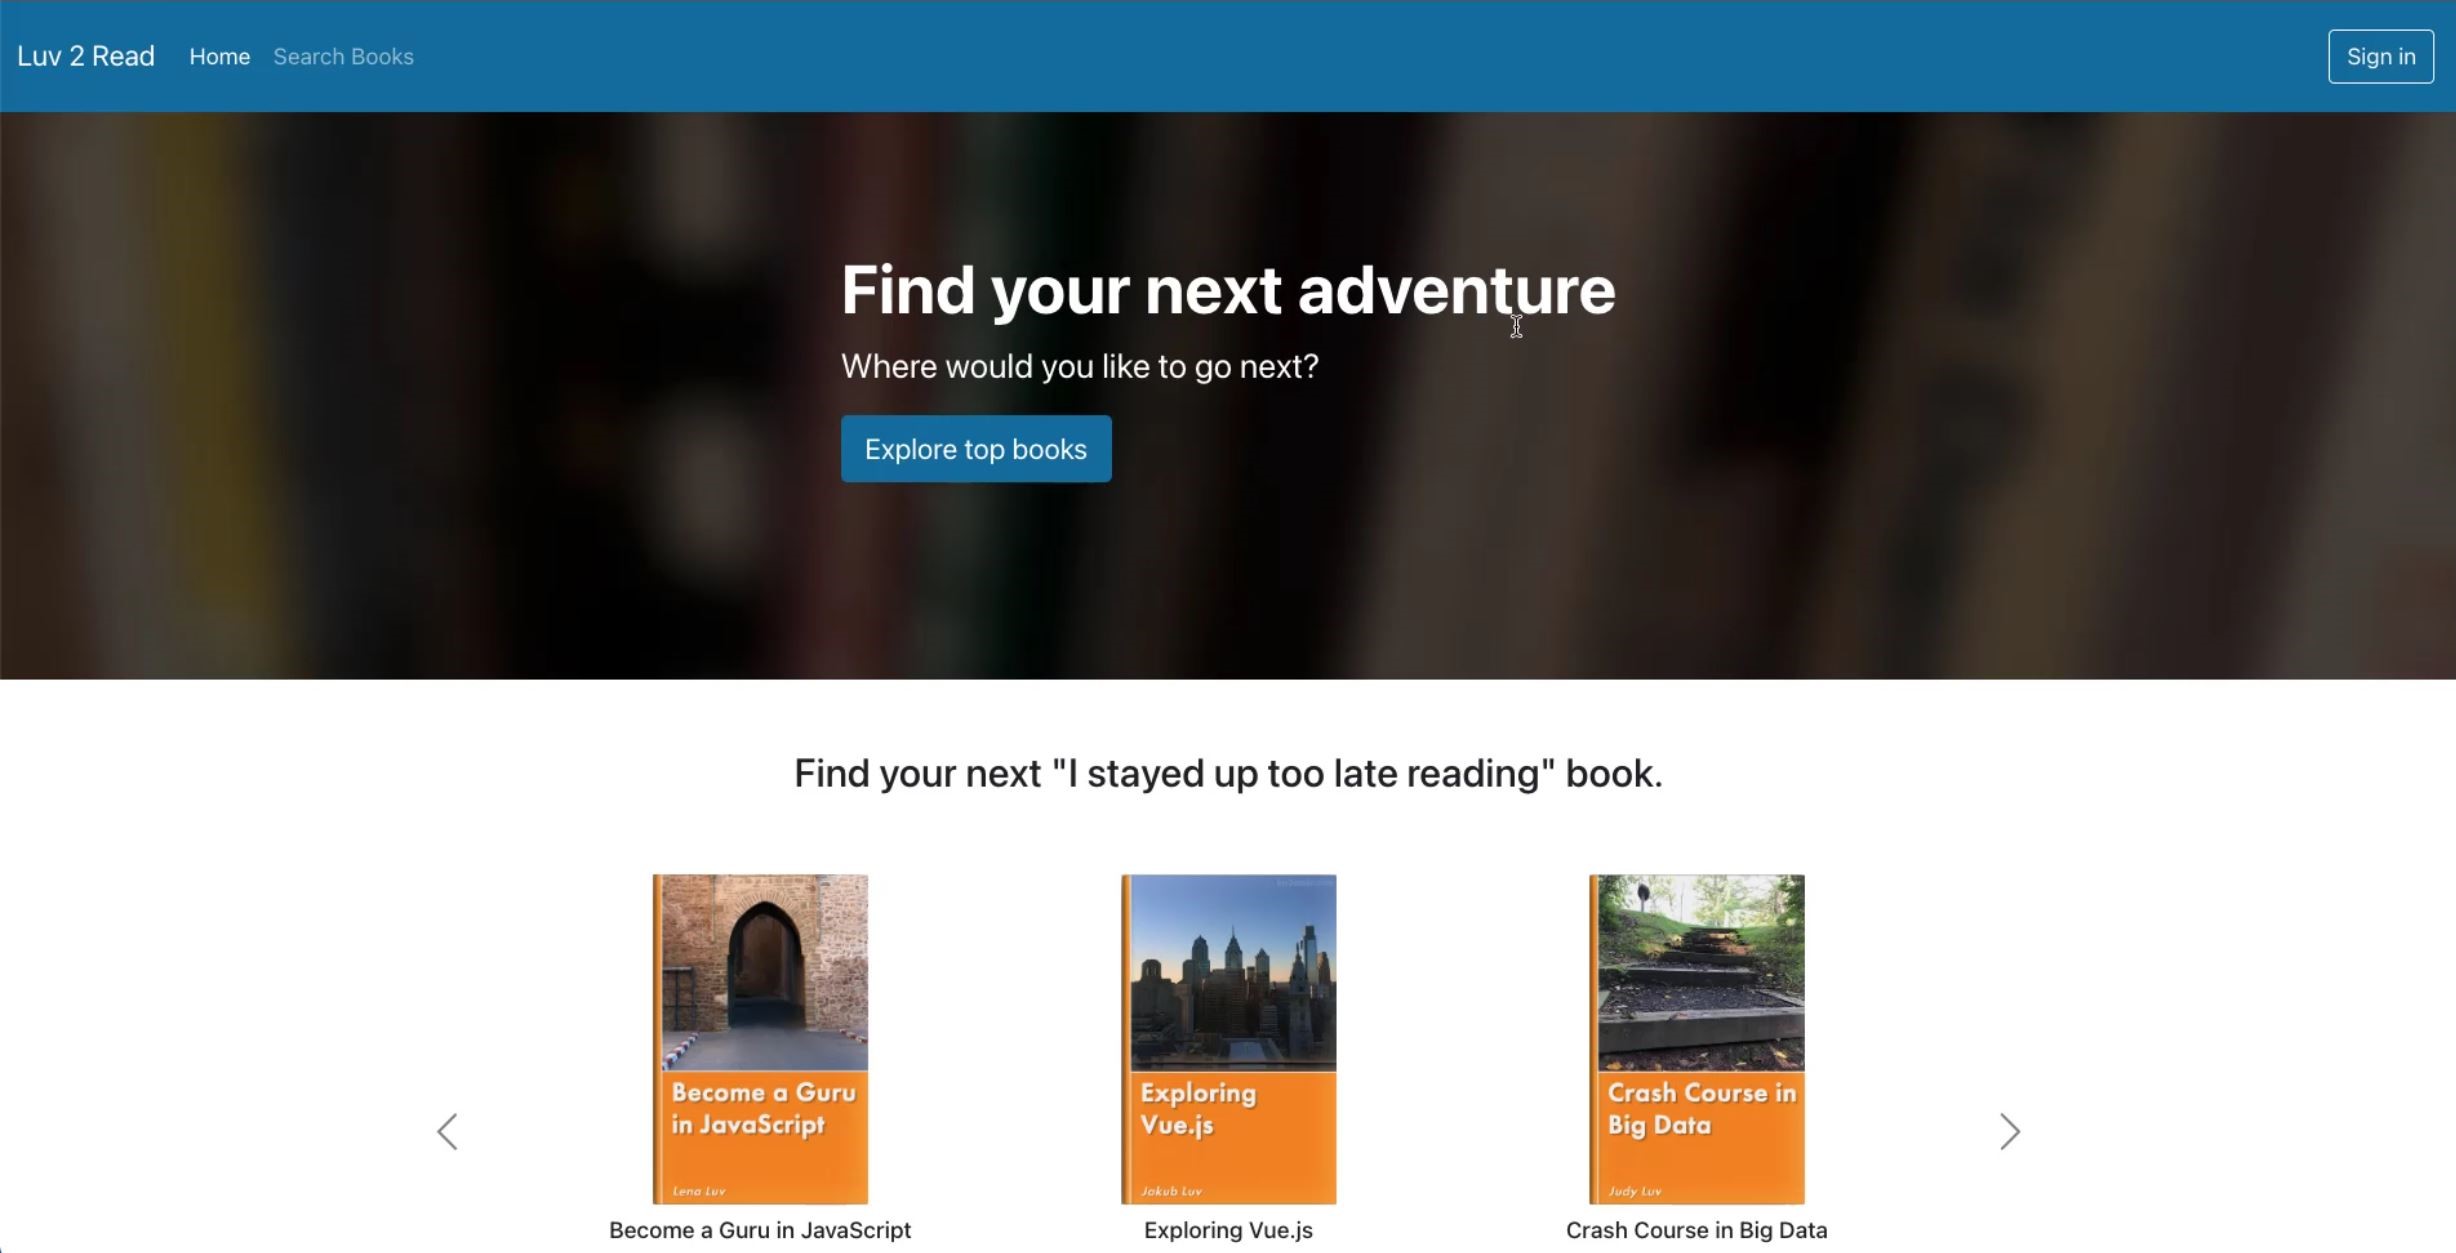 Luv 2 Read Home Search Books Sign in
Find your next adventure
Where would you like to go next?
Explore top books
Find your next "I stayed up too late reading" book.
Become a Guru
in JavaScript
Lena Luv
Become a Guru in JavaScript
Exploring
Vue.js
Jakub Luv
Exploring Vue.js
Crash Course in
Big Data
Judy Luv
Crash Course in Big Data